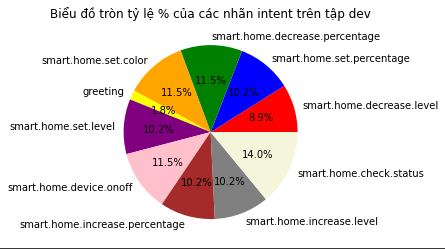 Biểu đồ tròn tỷ lệ % của các nhãn intent trên tập dev
smart.home.decrease.percentage
smart.home.set.color
smart.home.set.percentage
11.5%
greeting
11.5%
10.2%
smart.home.decrease.level
1.8%
8.9%
smart.home.set.level
10.2%
14.0%
11.5%
smart.home.check.status
smart.home.device.onoff
10.2%
10.2%
smart.home.increase.percentage
smart.home.increase.level